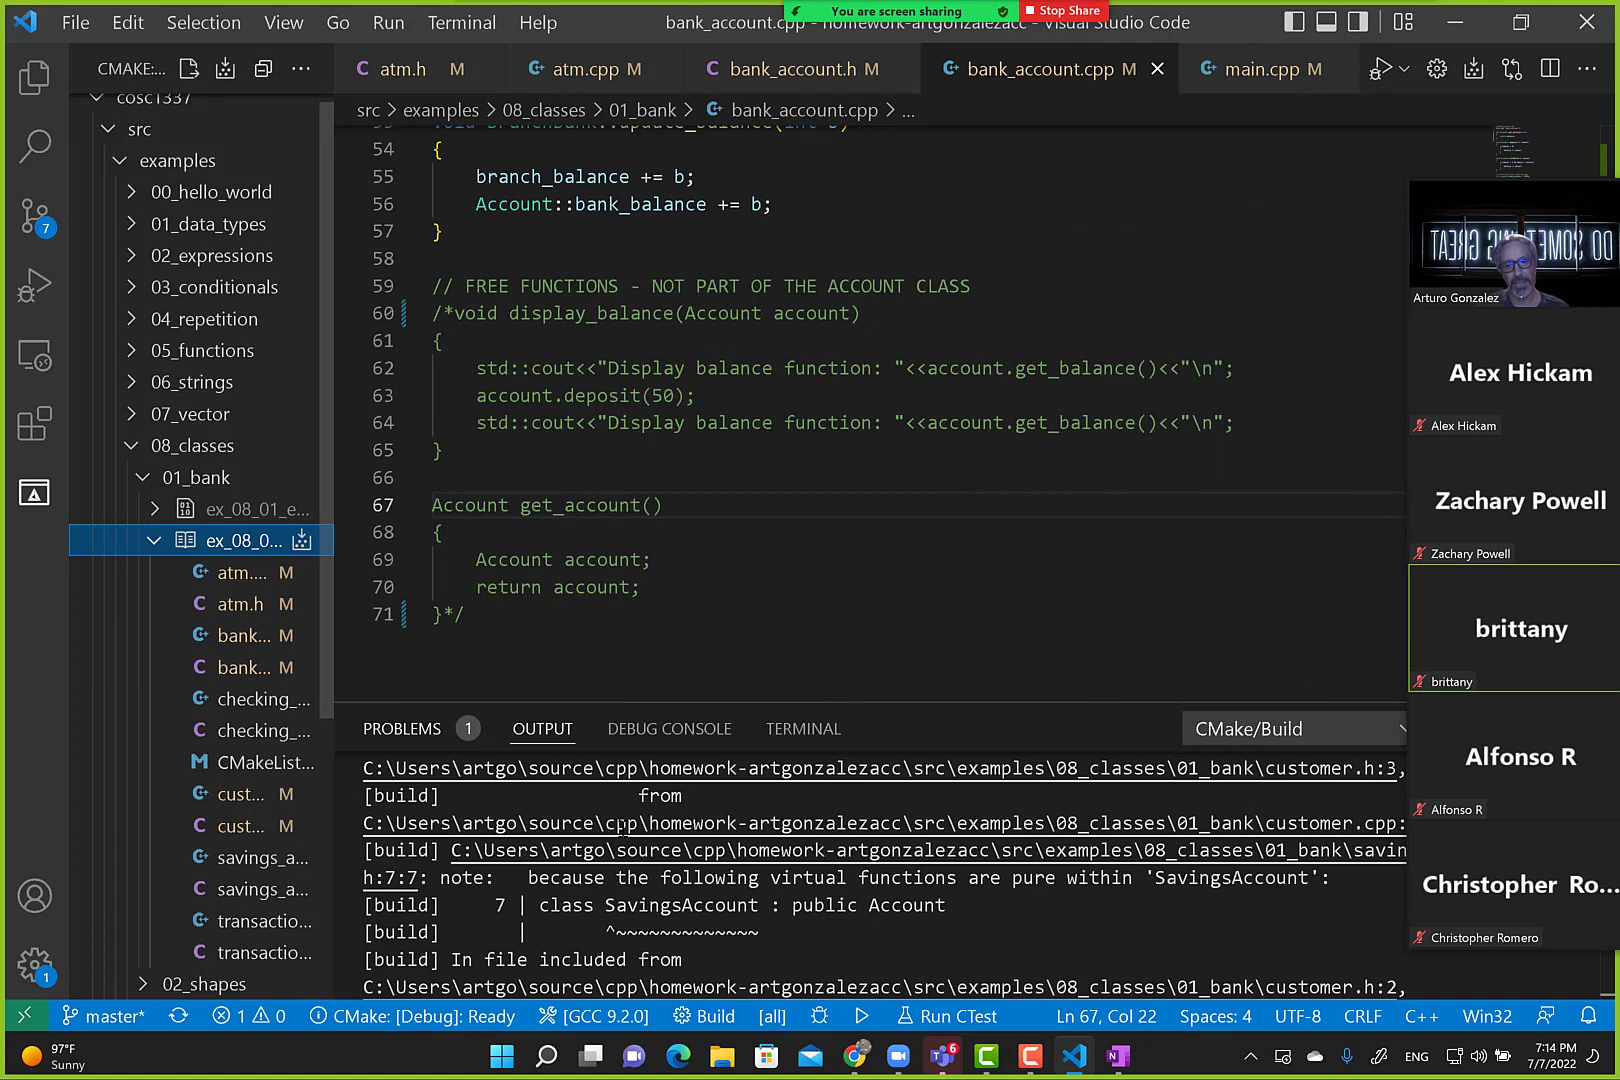 File Edit Selection View Go Run Terminal Help
bank_account.cpp - homework-artgonzalezacc - Visual Studio Code
You are screen sharing
Stop Share
CMAKE:...
atm.h M
atm.cpp M
bank_account.h M
bank_account.cpp M
main.cpp M
src > examples > 08_classes > 01_bank > bank_account.cpp > ...
cosc1337
src
examples
00_hello_world
01_data_types
02_expressions
03_conditionals
04_repetition
05_functions
06_strings
07_vector
08_classes
01_bank
ex_08_01_e...
ex_08_0...
atm.... M
atm.h M
bank... M
bank... M
checking_...
checking_...
CMakeList...
cust... M
cust... M
savings_a...
savings_a...
transactio...
transactio...
02_shapes
7
1
void BranchBank::update_balance(int b)
54 {
55 branch_balance += b;
56 Account::bank_balance += b;
57 }
58
59 // FREE FUNCTIONS - NOT PART OF THE ACCOUNT CLASS
60 /*void display_balance(Account account)
61 {
62 std::cout<<"Display balance function: "<<account.get_balance()<<"\n";
63 account.deposit(50);
64 std::cout<<"Display balance function: "<<account.get_balance()<<"\n";
65 }
66
67 Account get_account()
68 {
69 Account account;
70 return account;
71 }*/
PROBLEMS 1 OUTPUT DEBUG CONSOLE TERMINAL
CMake/Build
C:\Users\artgo\source\cpp\homework-artgonzalezacc\src\examples\08_classes\01_bank\customer.h:3,
[build] from
C:\Users\artgo\source\cpp\homework-artgonzalezacc\src\examples\08_classes\01_bank\customer.cpp:
[build] C:\Users\artgo\source\cpp\homework-artgonzalezacc\src\examples\08_classes\01_bank\savin
h:7:7: note: because the following virtual functions are pure within 'SavingsAccount':
[build] 7 | class SavingsAccount : public Account
[build] | ^~~~~~~~~~~~~~
[build] In file included from
C:\Users\artgo\source\cpp\homework-artgonzalezacc\src\examples\08_classes\01_bank\customer.h:2,
DO SOMETHING GREAT
Arturo Gonzalez
Alex Hickam
Alex Hickam
Zachary Powell
Zachary Powell
brittany
brittany
Alfonso R
Alfonso R
Christopher Ro...
Christopher Romero
master* 1 0 CMake: [Debug]: Ready [GCC 9.2.0] Build [all] Run CTest Ln 67, Col 22 Spaces: 4 UTF-8 CRLF C++ Win32
97°F
Sunny
6
ENG
7:14 PM
7/7/2022